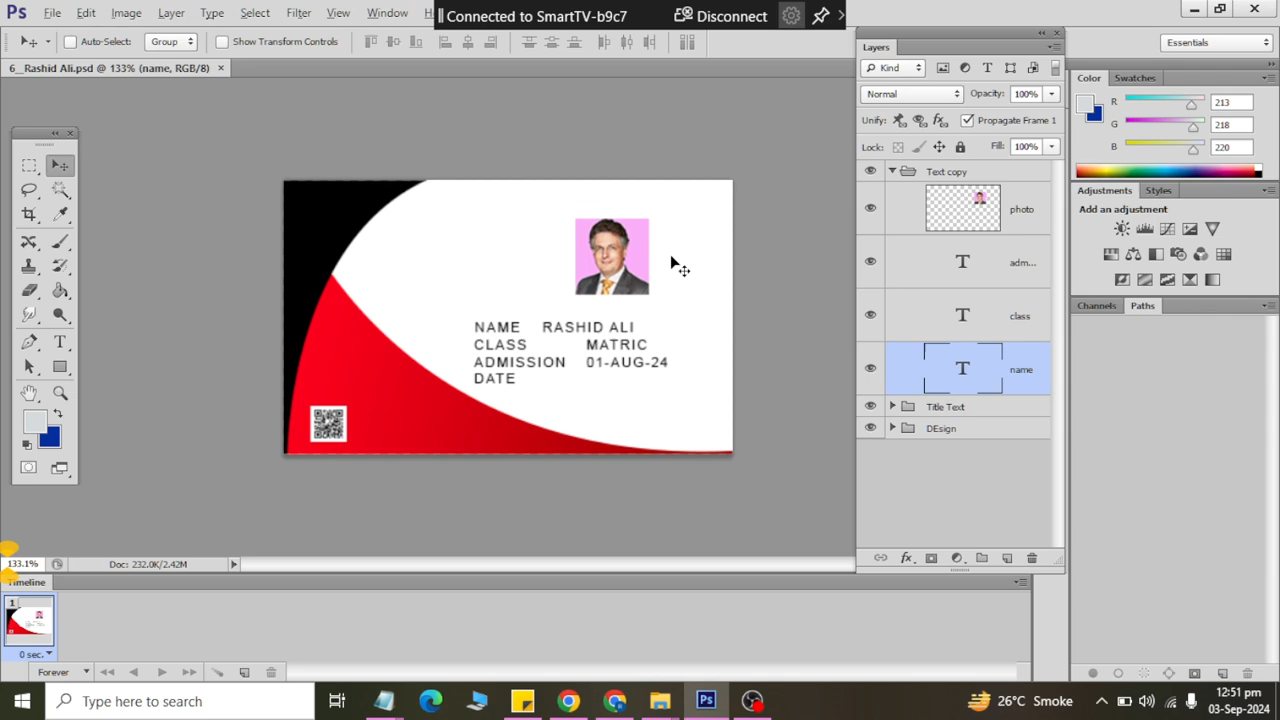 Ps File Edit Image Layer Type Select Filter View Window H
Connected to SmartTV-b9c7 Disconnect
Auto-Select: Group Show Transform Controls
Essentials
6__Rashid Ali.psd @ 133% (name, RGB/8) ×
Layers
Kind T
Normal Opacity: 100%
Unify: Propagate Frame 1
Lock: Fill: 100%
Text copy
photo
T adm...
T class
T name
Title Text
DEsign
Color Swatches
R 213
G 218
B 220
Adjustments Styles
Add an adjustment
Channels Paths
NAME RASHID ALI
CLASS MATRIC
ADMISSION 01-AUG-24
DATE
133.1% Doc: 232.0K/2.42M
Timeline
1
0 sec.
Forever
Type here to search
Ps
26°C Smoke
12:51 pm
03-Sep-2024